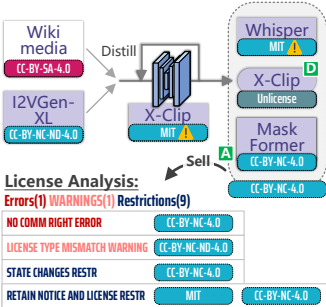 Wiki
media
CC-BY-SA-4.0
Distill
I2VGen-
XL
CC-BY-NC-ND-4.0
X-Clip
MIT
Whisper
MIT
D
X-Clip
Unlicense
Mask
Former
CC-BY-NC-4.0
A
Sell
CC-BY-NC-4.0
License Analysis:
Errors(1) WARNINGS(1) Restrictions(9)
NO COMM RIGHT ERROR CC-BY-NC-4.0
LICENSE TYPE MISMATCH WARNING CC-BY-NC-ND-4.0
STATE CHANGES RESTR CC-BY-NC-4.0
RETAIN NOTICE AND LICENSE RESTR MIT CC-BY-NC-4.0